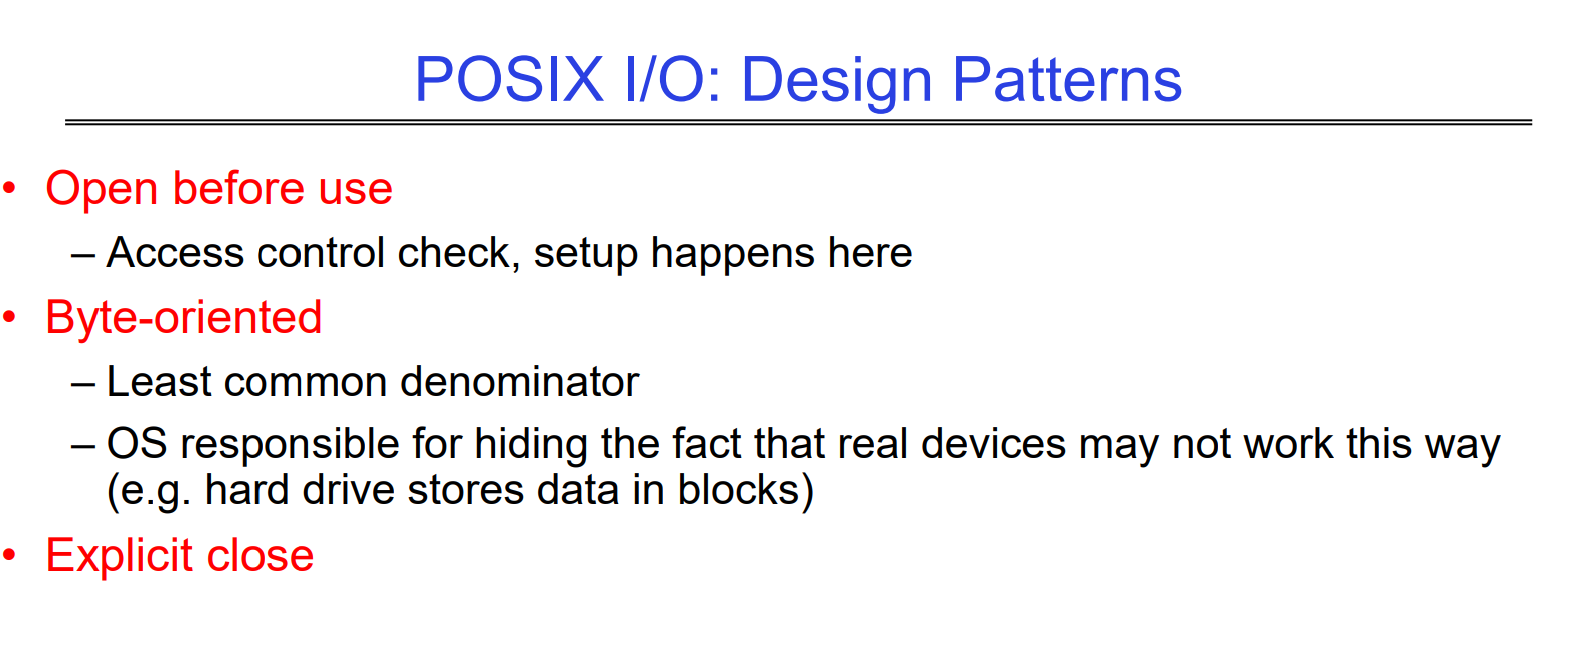 POSIX I/O: Design Patterns
• Open before use
– Access control check, setup happens here
• Byte-oriented
– Least common denominator
– OS responsible for hiding the fact that real devices may not work this way
(e.g. hard drive stores data in blocks)
• Explicit close